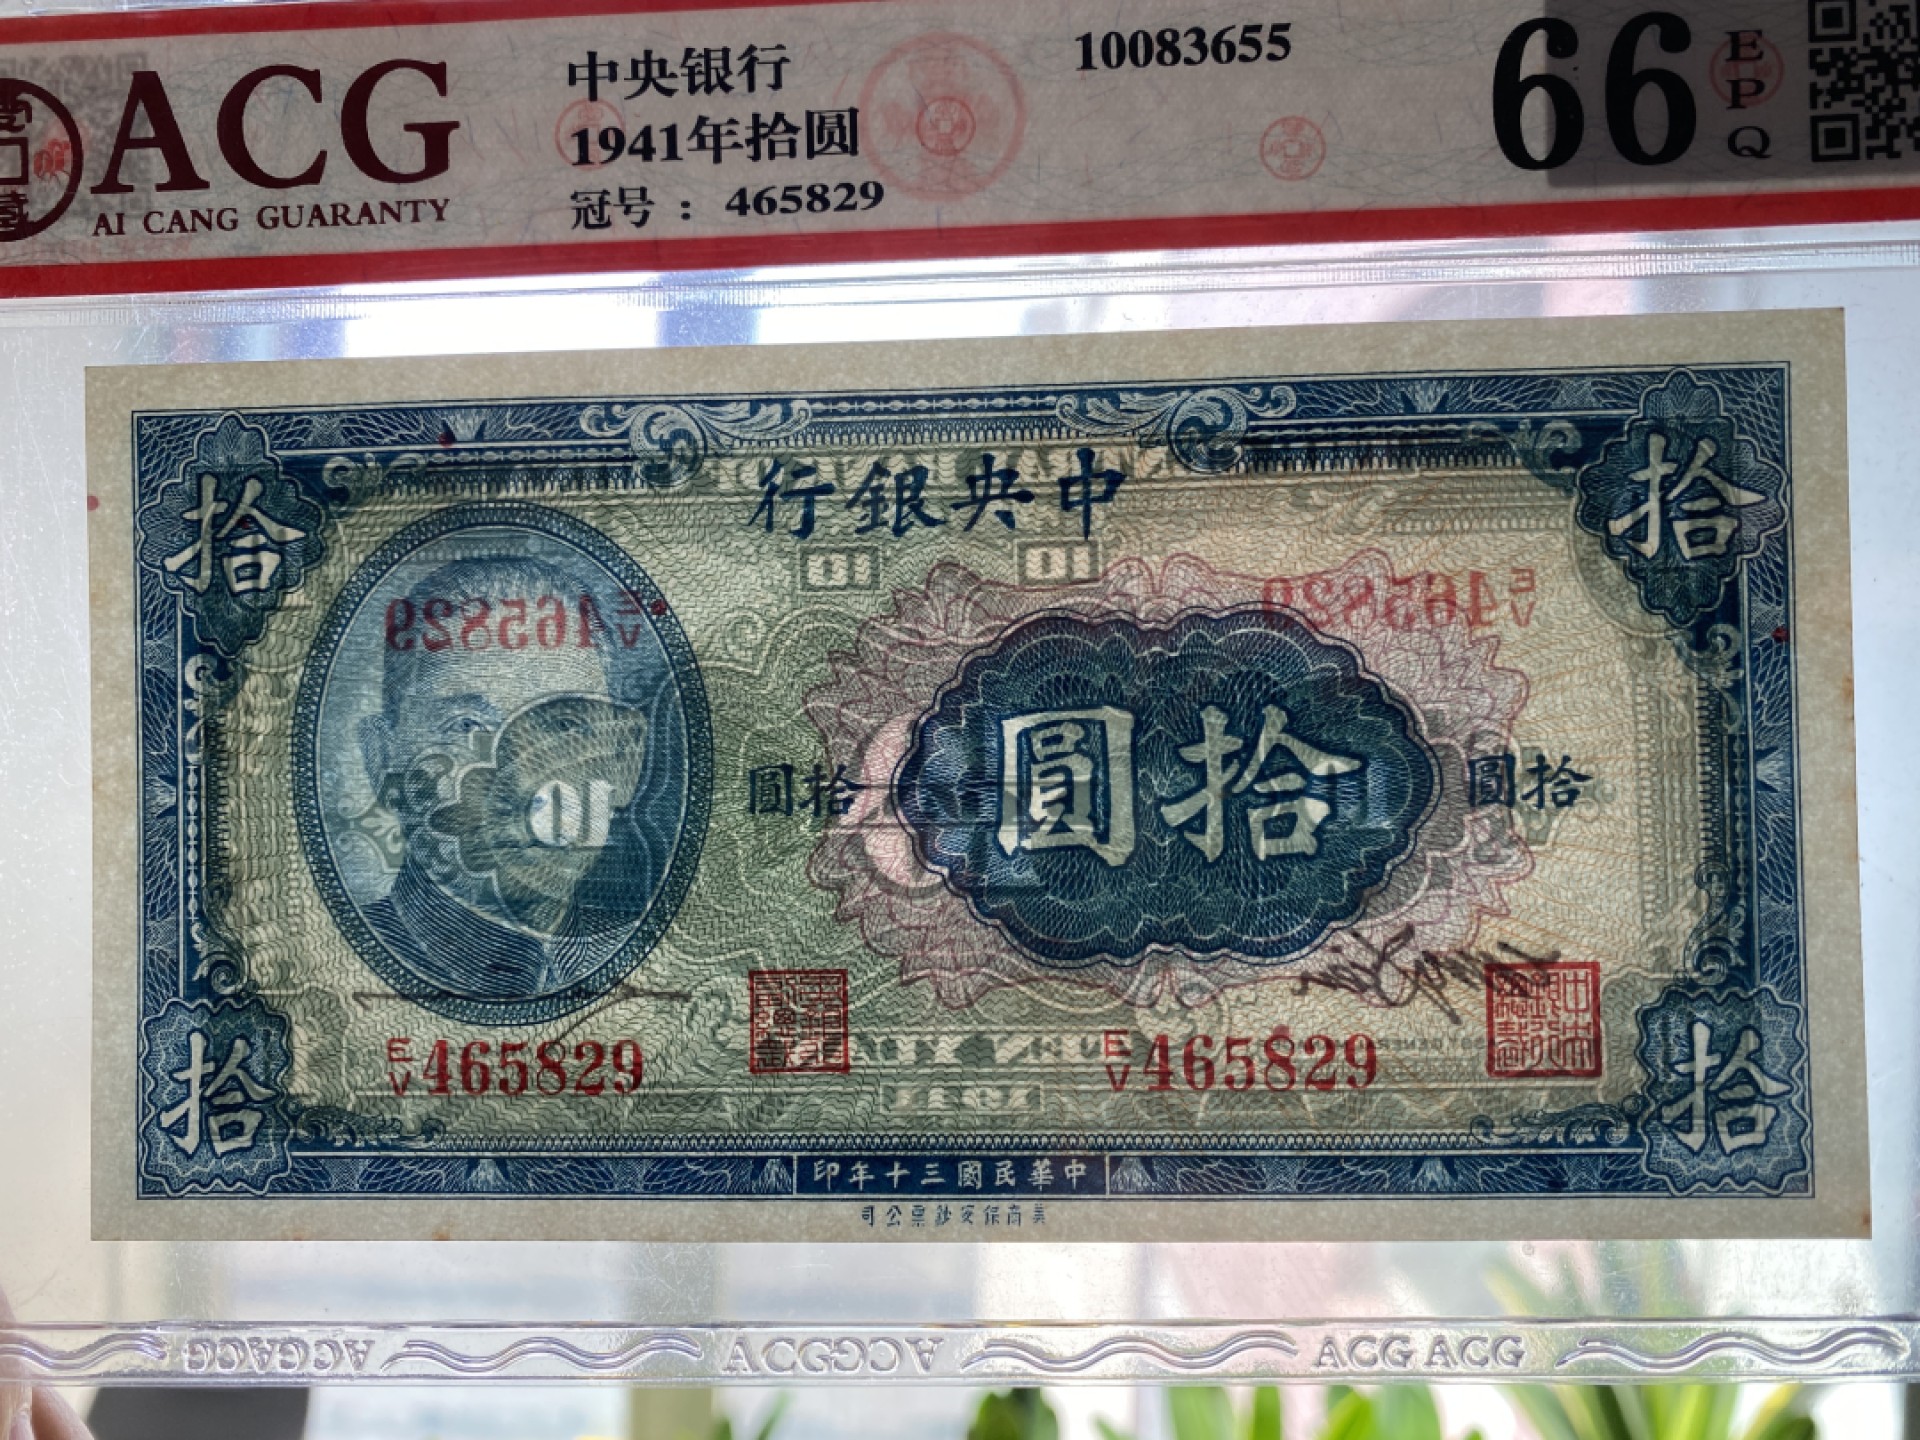 ACG
AI CANG GUARANTY
中央银行
1941年拾圆
冠号 : 465829
10083655
66
EPQ
拾
行銀央中
拾
圓拾
圓拾
圓拾
E/V 465829
E/V 465829
拾
印年十三國民華中
拾
司公票鈔安保商美
ACG ACG